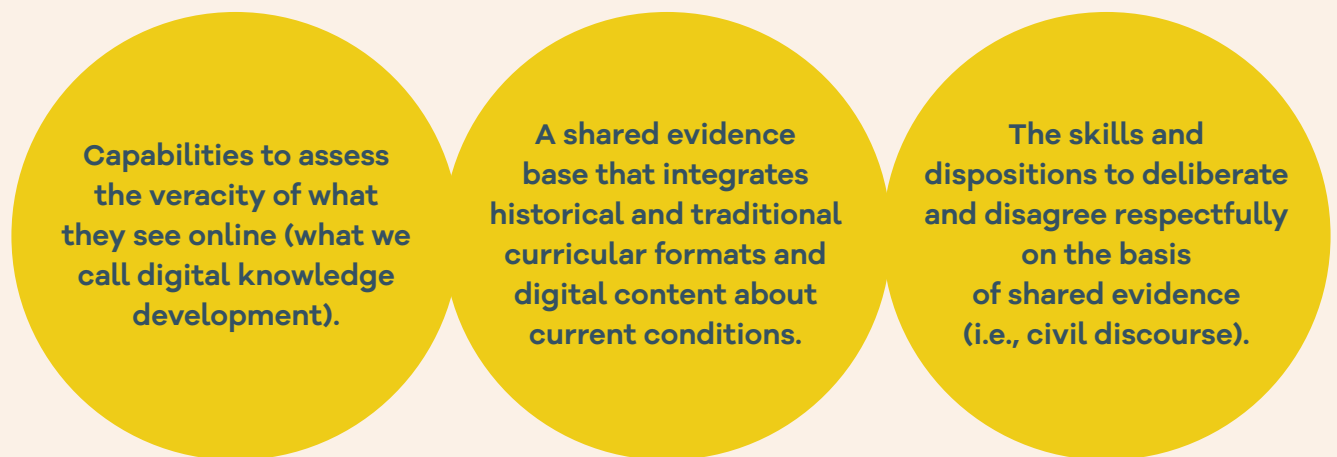 Capabilities to assess
the veracity of what
they see online (what we
call digital knowledge
development).
A shared evidence
base that integrates
historical and traditional
curricular formats and
digital content about
current conditions.
The skills and
dispositions to deliberate
and disagree respectfully
on the basis
of shared evidence
(i.e., civil discourse).